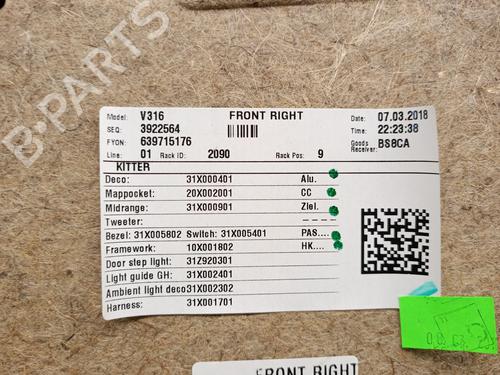 B-PARTS
Model: V316 FRONT RIGHT Date: 07.03.2018
SEQ: 3922564 Time: 22:23:38
FYON: 639715176 Goods Receiver: BS8CA
Line: 01 Rack ID: 2090 Rack Pos: 9
KITTER
Deco: 31X000401 Alu.
Mappocket: 20X002001 CC
Midrange: 31X000901 Ziel.
Tweeter: ----
Bezel: 31X005802 Switch: 31X005401 PAS....
Framework: 10X001802 HK....
Door step light: 31Z920301
Light guide GH: 31X002401
Ambient light deco 31X002302
Harness: 31X001701
FRONT RIGHT